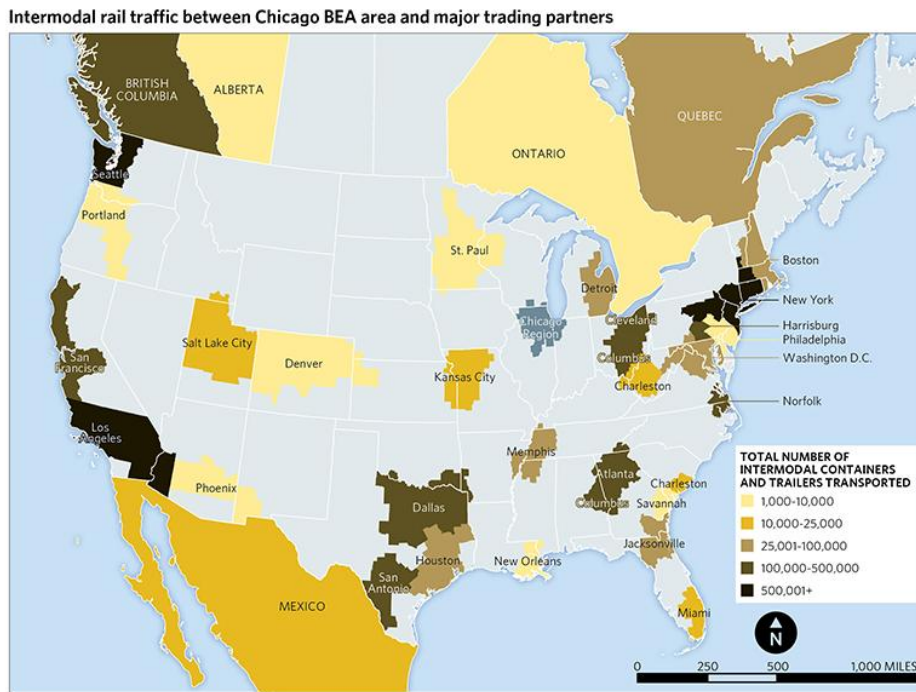 Intermodal rail traffic between Chicago BEA area and major trading partners
BRITISH
COLUMBIA
ALBERTA
ONTARIO
QUEBEC
Seattle
Portland
St. Paul
Detroit
Boston
New York
Harrisburg
Philadelphia
Washington D.C.
Norfolk
Chicago
Region
Cleveland
Columbus
Charleston
Salt Lake City
Denver
Kansas City
San
Francisco
Los
Angeles
Phoenix
Memphis
Atlanta
Columbus
Charleston
Savannah
Dallas
Houston
San
Antonio
New Orleans
Jacksonville
Miami
MEXICO
TOTAL NUMBER OF
INTERMODAL CONTAINERS
AND TRAILERS TRANSPORTED
1,000-10,000
10,000-25,000
25,001-100,000
100,000-500,000
500,001+
N
0 250 500 1,000 MILES